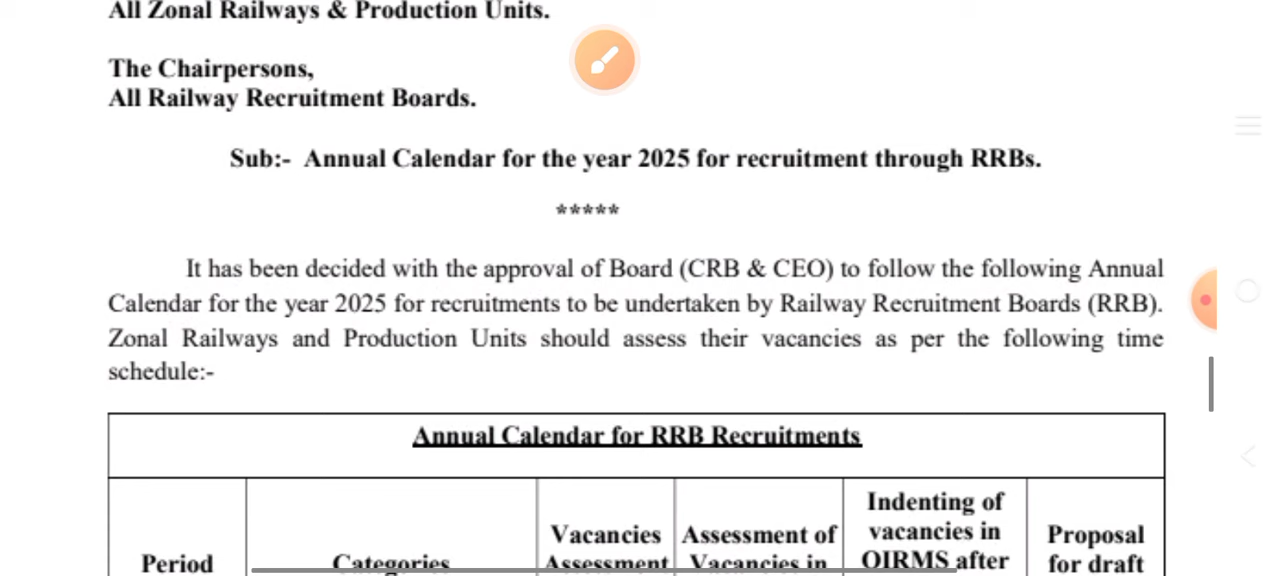 All Zonal Railways & Production Units.
The Chairpersons,
All Railway Recruitment Boards.
Sub:- Annual Calendar for the year 2025 for recruitment through RRBs.
*****
It has been decided with the approval of Board (CRB & CEO) to follow the following Annual
Calendar for the year 2025 for recruitments to be undertaken by Railway Recruitment Boards (RRB).
Zonal Railways and Production Units should assess their vacancies as per the following time
schedule:-
Annual Calendar for RRB Recruitments
Period
Categories
Vacancies
Assessment
Assessment of
Vacancies in
Indenting of
vacancies in
OIRMS after
Proposal
for draft